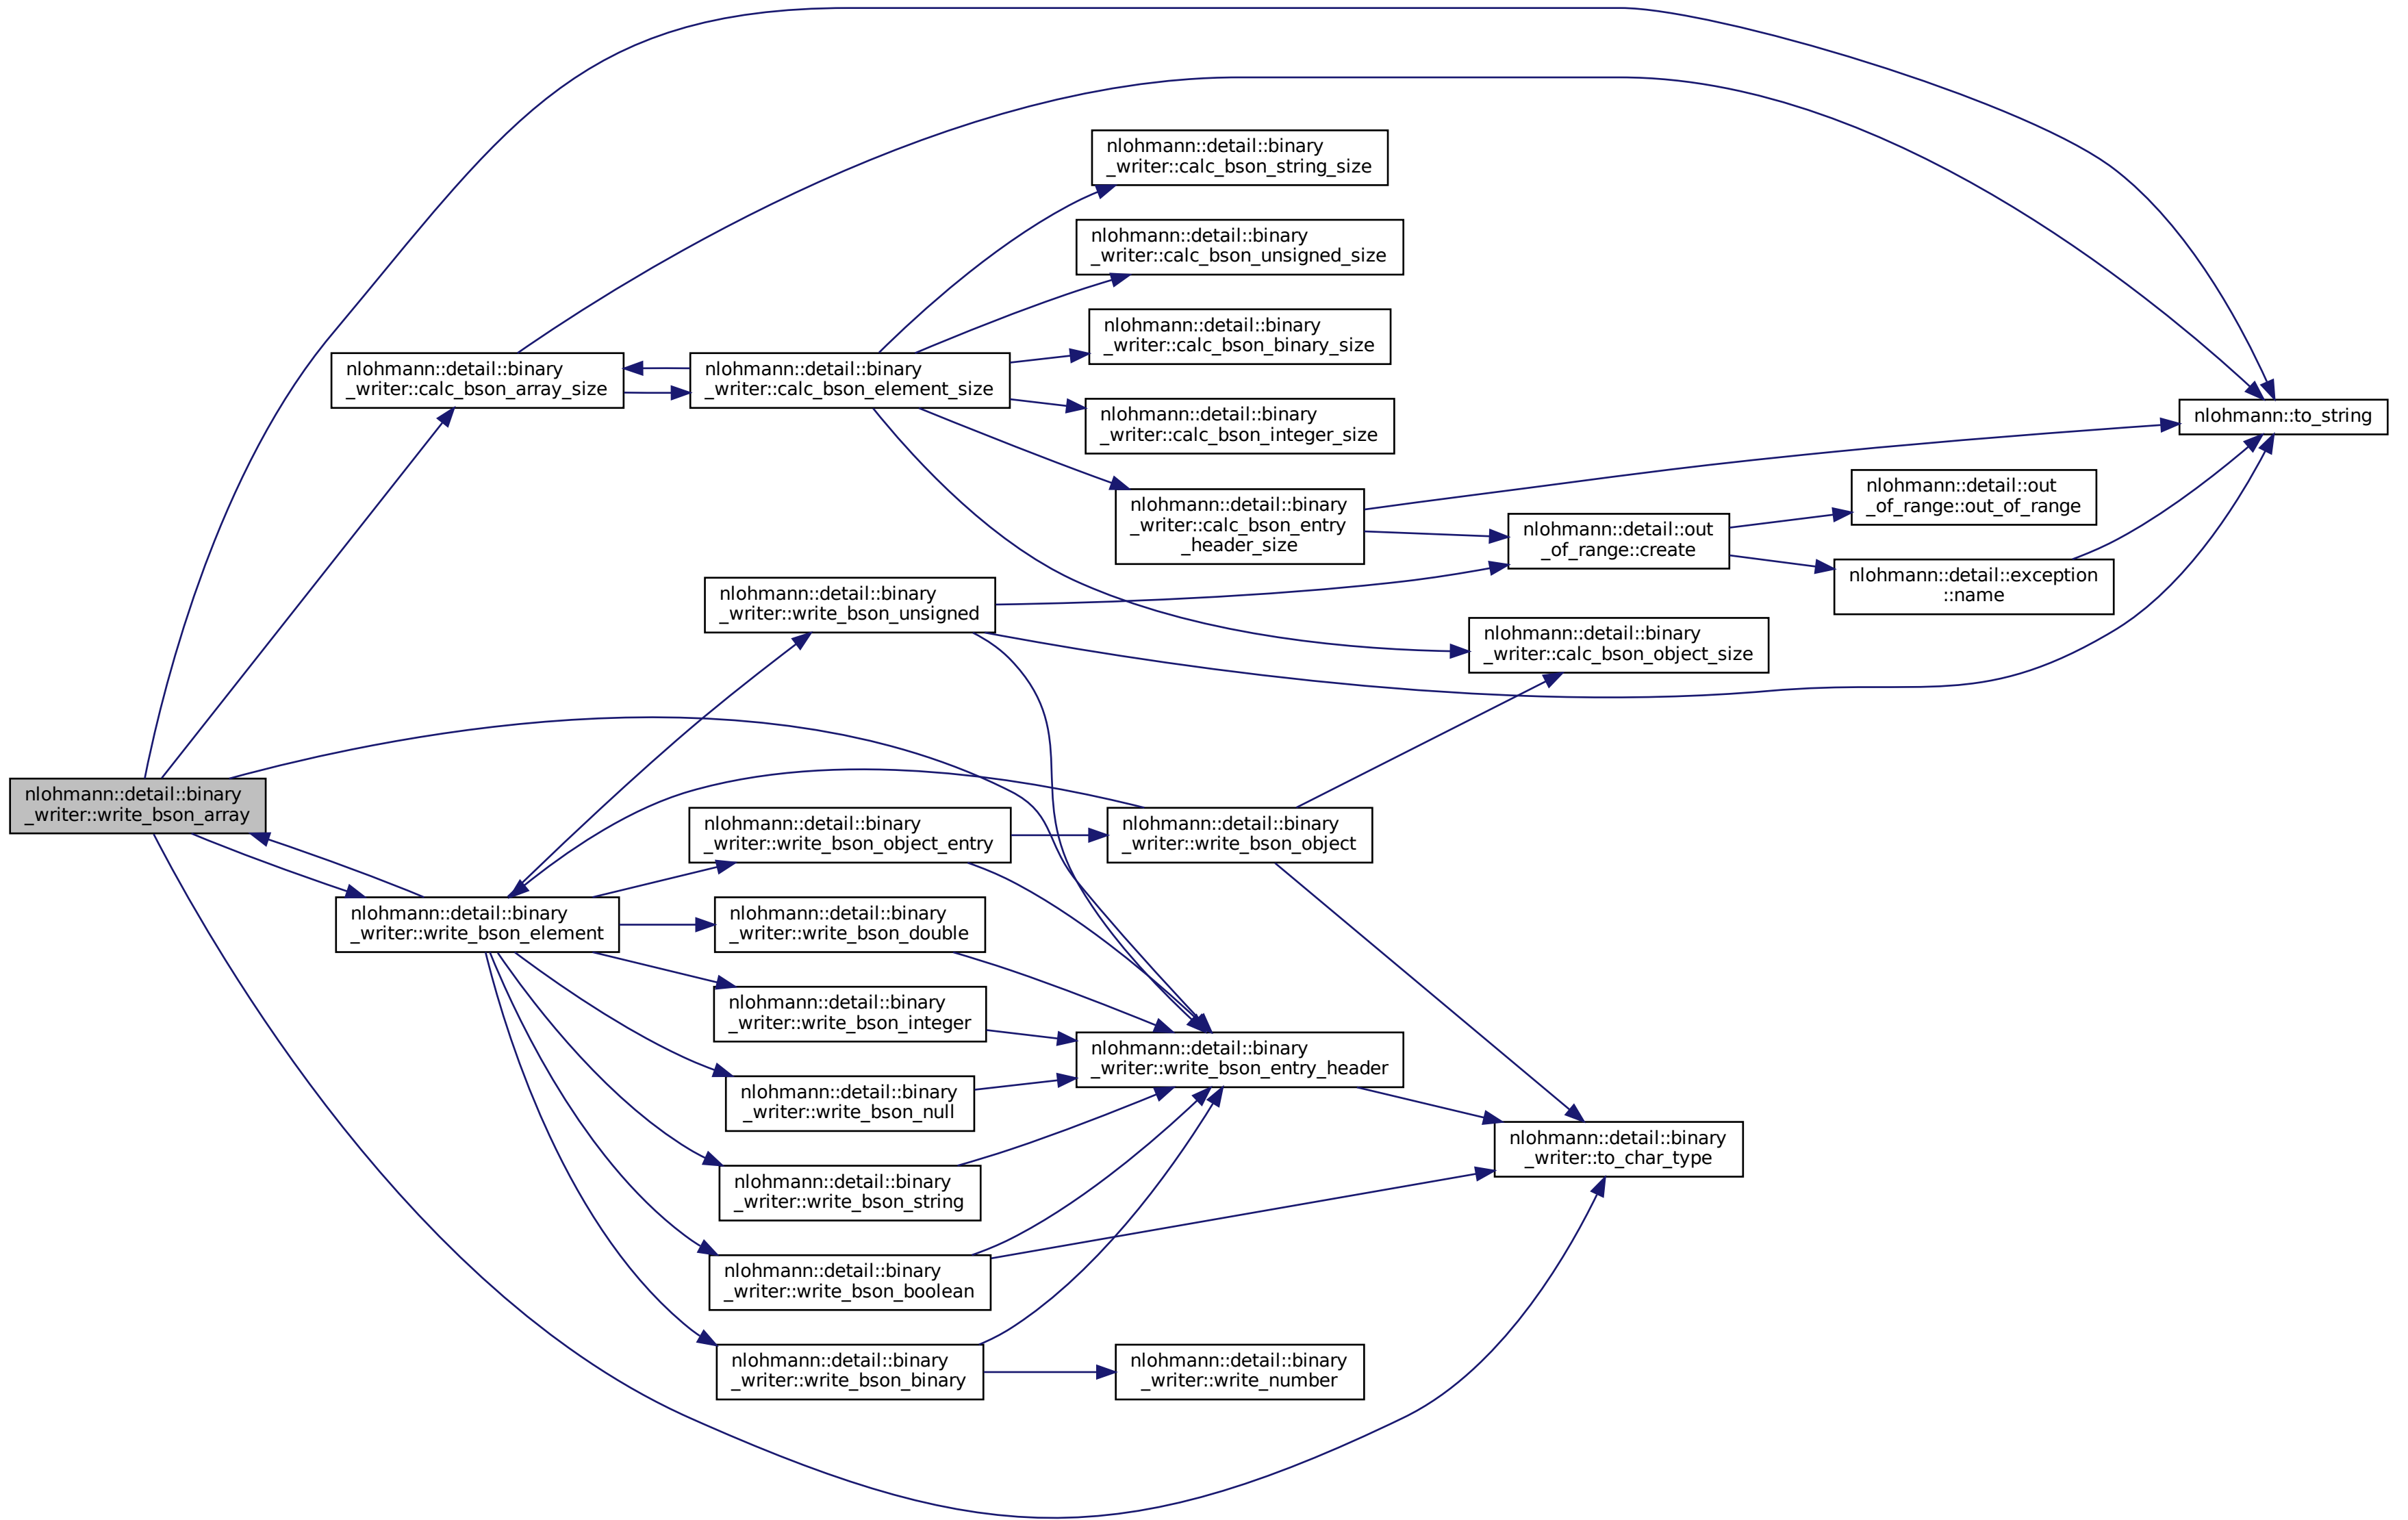 nlohmann::detail::binary
_writer::calc_bson_string_size
nlohmann::detail::binary
_writer::calc_bson_unsigned_size
nlohmann::detail::binary
_writer::calc_bson_binary_size
nlohmann::detail::binary
_writer::calc_bson_array_size
nlohmann::detail::binary
_writer::calc_bson_element_size
nlohmann::detail::binary
_writer::calc_bson_integer_size
nlohmann::to_string
nlohmann::detail::binary
_writer::calc_bson_entry
_header_size
nlohmann::detail::out
_of_range::out_of_range
nlohmann::detail::out
_of_range::create
nlohmann::detail::exception
::name
nlohmann::detail::binary
_writer::write_bson_unsigned
nlohmann::detail::binary
_writer::calc_bson_object_size
nlohmann::detail::binary
_writer::write_bson_array
nlohmann::detail::binary
_writer::write_bson_object_entry
nlohmann::detail::binary
_writer::write_bson_object
nlohmann::detail::binary
_writer::write_bson_element
nlohmann::detail::binary
_writer::write_bson_double
nlohmann::detail::binary
_writer::write_bson_integer
nlohmann::detail::binary
_writer::write_bson_entry_header
nlohmann::detail::binary
_writer::write_bson_null
nlohmann::detail::binary
_writer::to_char_type
nlohmann::detail::binary
_writer::write_bson_string
nlohmann::detail::binary
_writer::write_bson_boolean
nlohmann::detail::binary
_writer::write_bson_binary
nlohmann::detail::binary
_writer::write_number